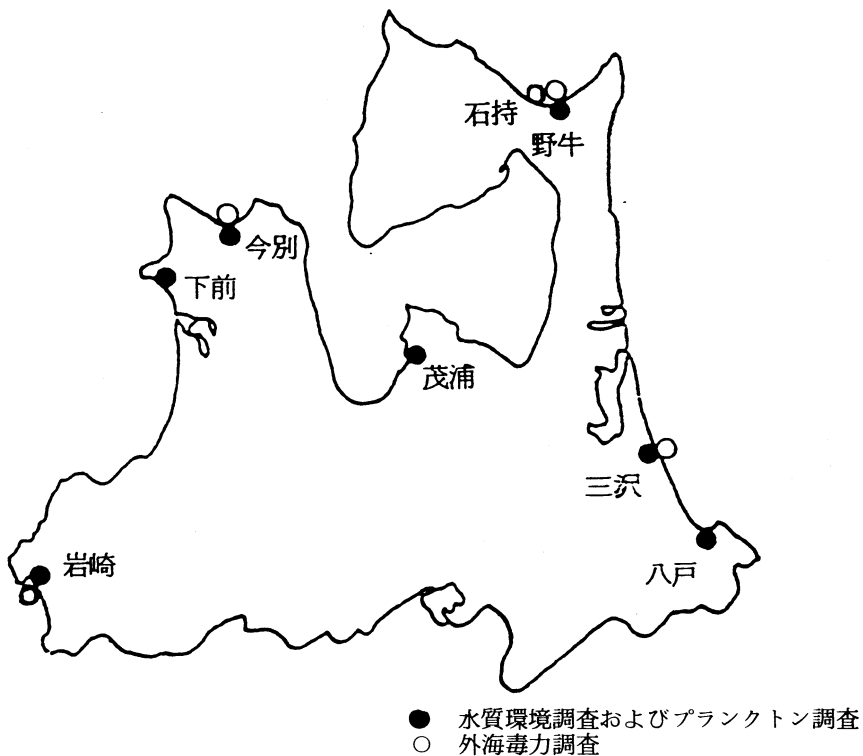 石持
野牛
今別
下前
茂浦
三沢
八戸
岩崎
● 水質環境調査およびプランクトン調査
○ 外海毒力調査